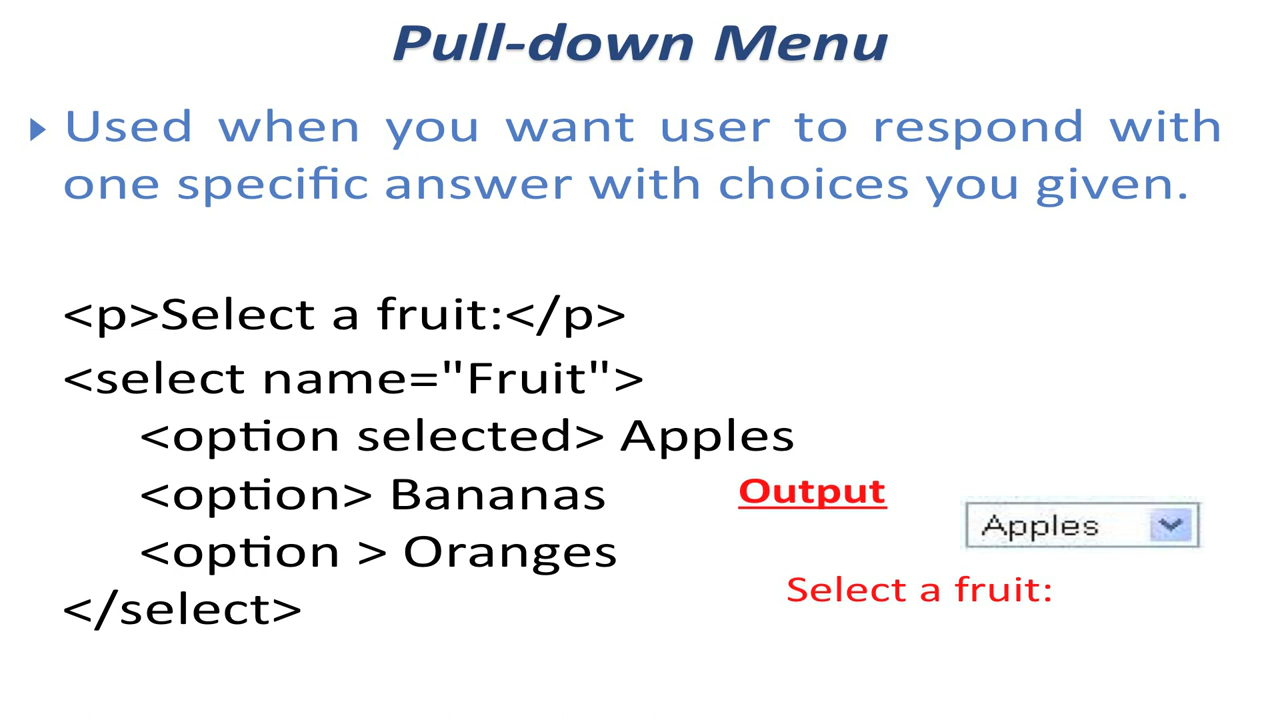 Pull-down Menu
Used when you want user to respond with
one specific answer with choices you given.
<p>Select a fruit:</p>
<select name="Fruit">
<option selected> Apples
<option> Bananas
<option > Oranges
</select>
Output
Apples
Select a fruit: